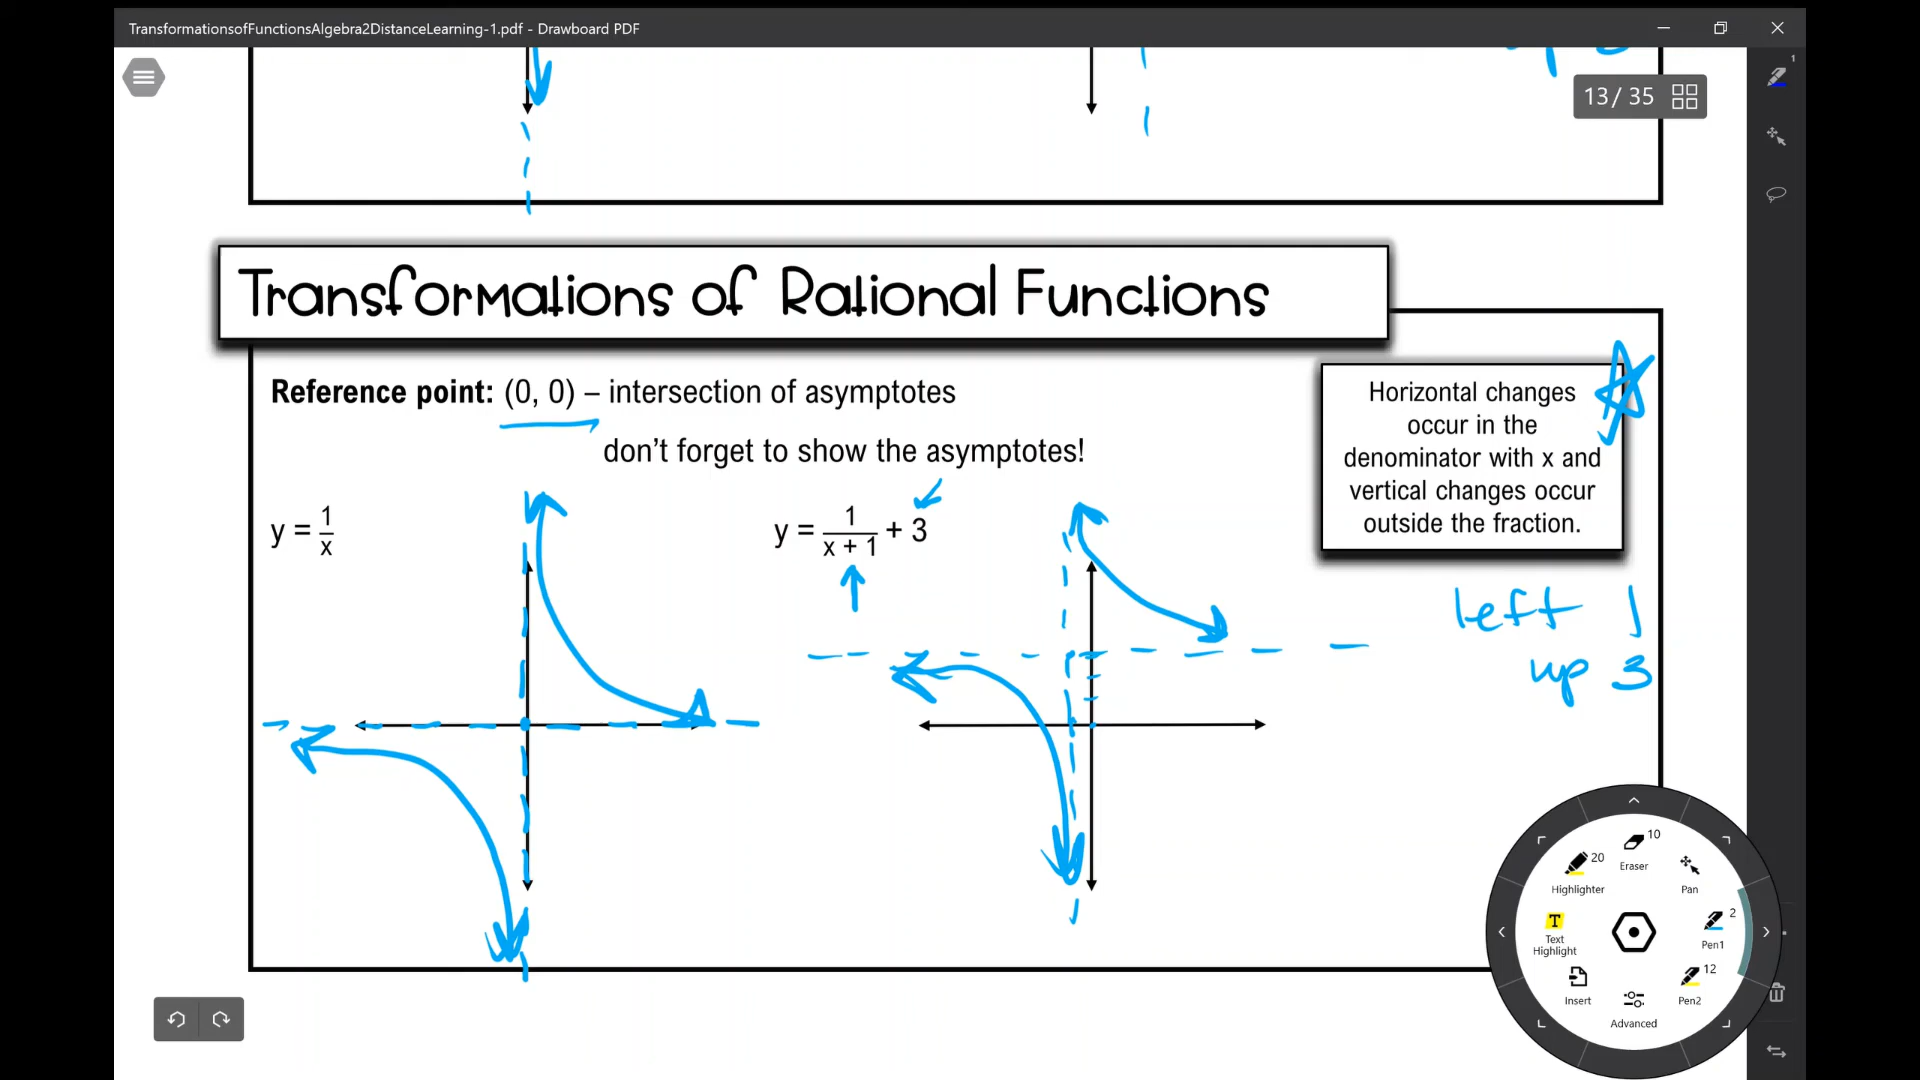 TransformationsofFunctionsAlgebra2DistanceLearning-1.pdf - Drawboard PDF
1
13 / 35
Transformations of Rational Functions
Reference point: (0, 0) – intersection of asymptotes
don't forget to show the asymptotes!
Horizontal changes
occur in the
denominator with x and
vertical changes occur
outside the fraction.
y = 1/x
y = 1/(x + 1) + 3
left 1
up 3
10
Eraser
20
Highlighter
Pan
T
Text
Highlight
2
Pen1
Insert
12
Pen2
Advanced